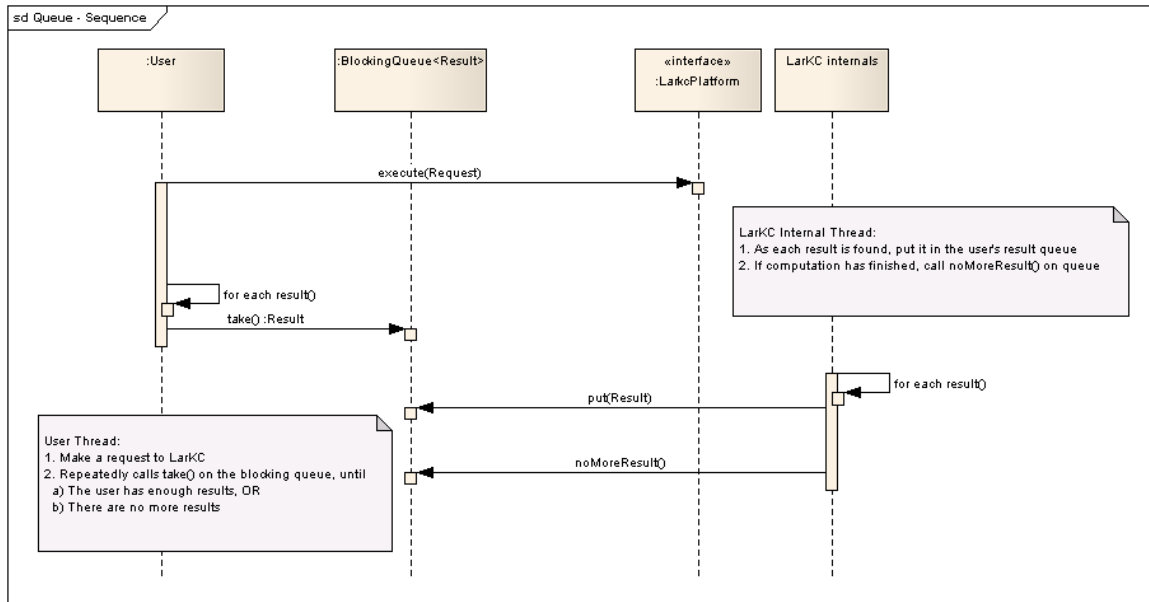 sd Queue - Sequence
:User
:BlockingQueue<Result>
«interface»
:LarkcPlatform
LarKC internals
execute(Request)
LarKC Internal Thread:
1. As each result is found, put it in the user's result queue
2. If computation has finished, call noMoreResult() on queue
for each result()
take() :Result
for each result()
put(Result)
User Thread:
1. Make a request to LarKC
2. Repeatedly calls take() on the blocking queue, until
a) The user has enough results, OR
b) There are no more results
noMoreResult()